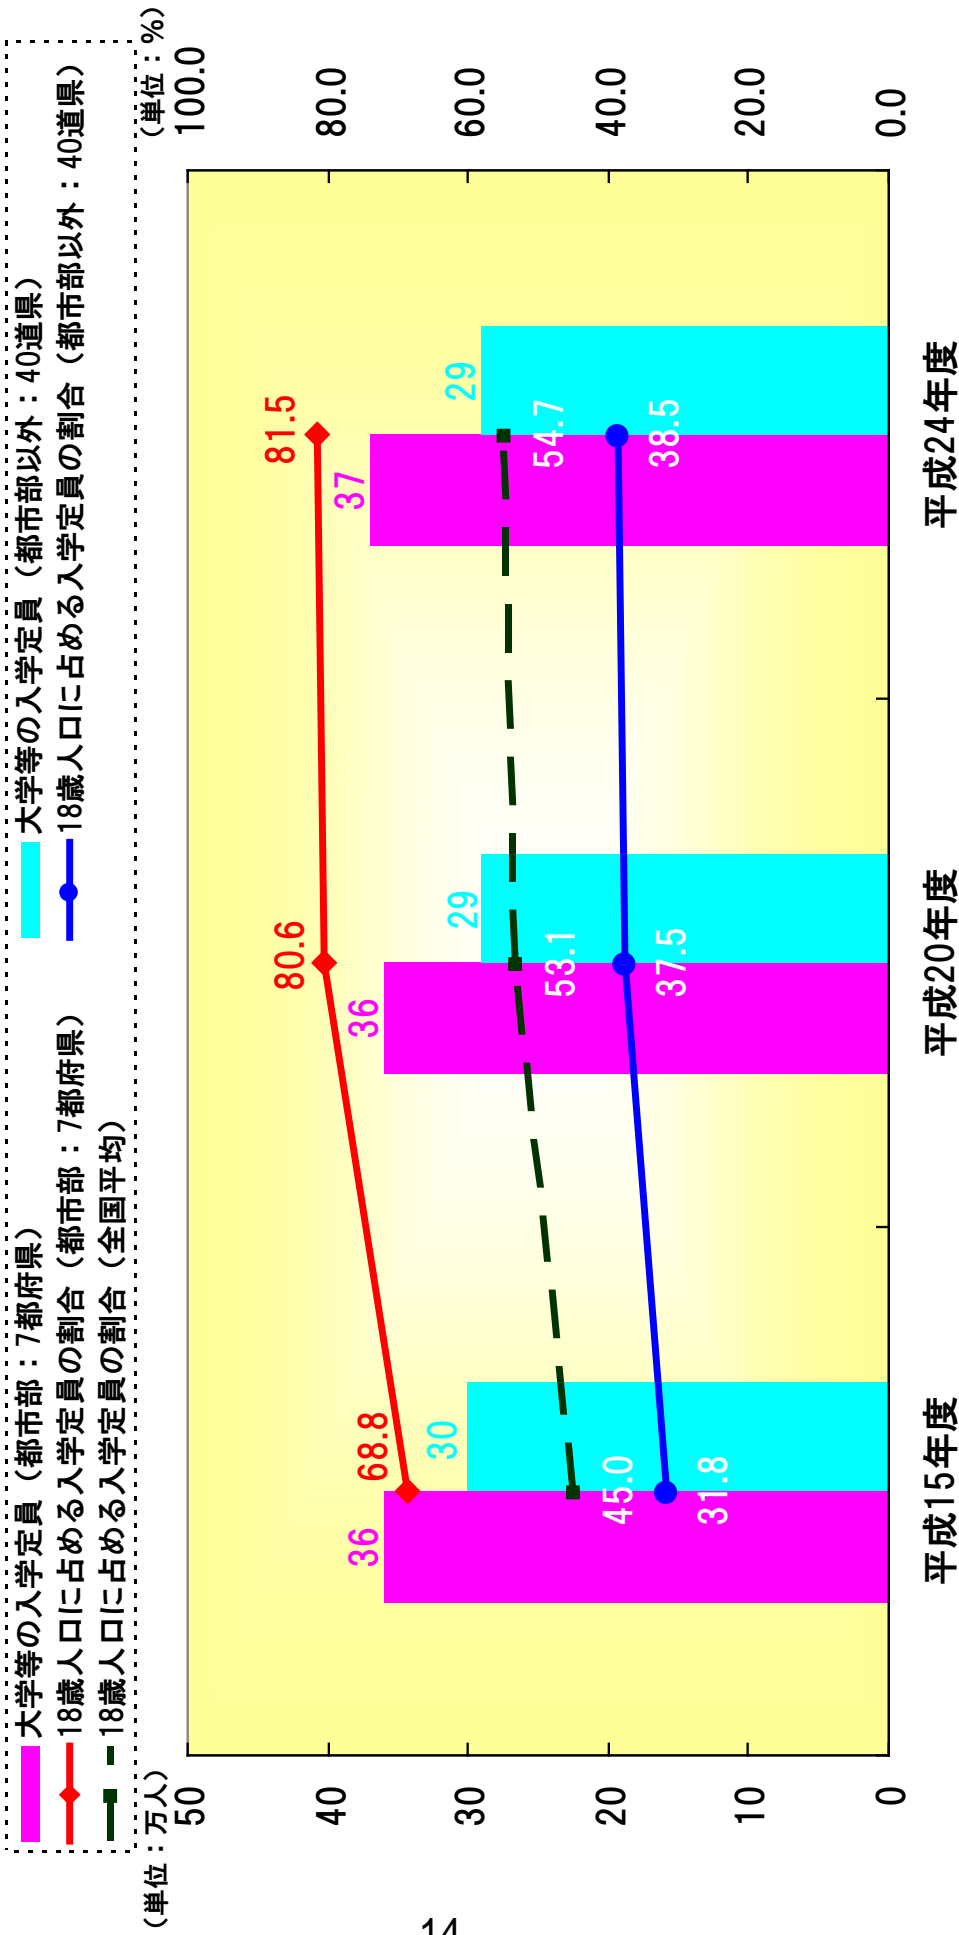 大学等の入学定員（都市部：7都府県）
大学等の入学定員（都市部以外：40道県）
18歳人口に占める入学定員の割合（都市部：7都府県）
18歳人口に占める入学定員の割合（都市部以外：40道県）
18歳人口に占める入学定員の割合（全国平均）
（単位：万人）
（単位：%）
50
40
30
20
10
0
100.0
80.0
60.0
40.0
20.0
0.0
68.8
80.6
81.5
36
30
36
29
37
29
45.0
53.1
54.7
31.8
37.5
38.5
平成15年度
平成20年度
平成24年度
14